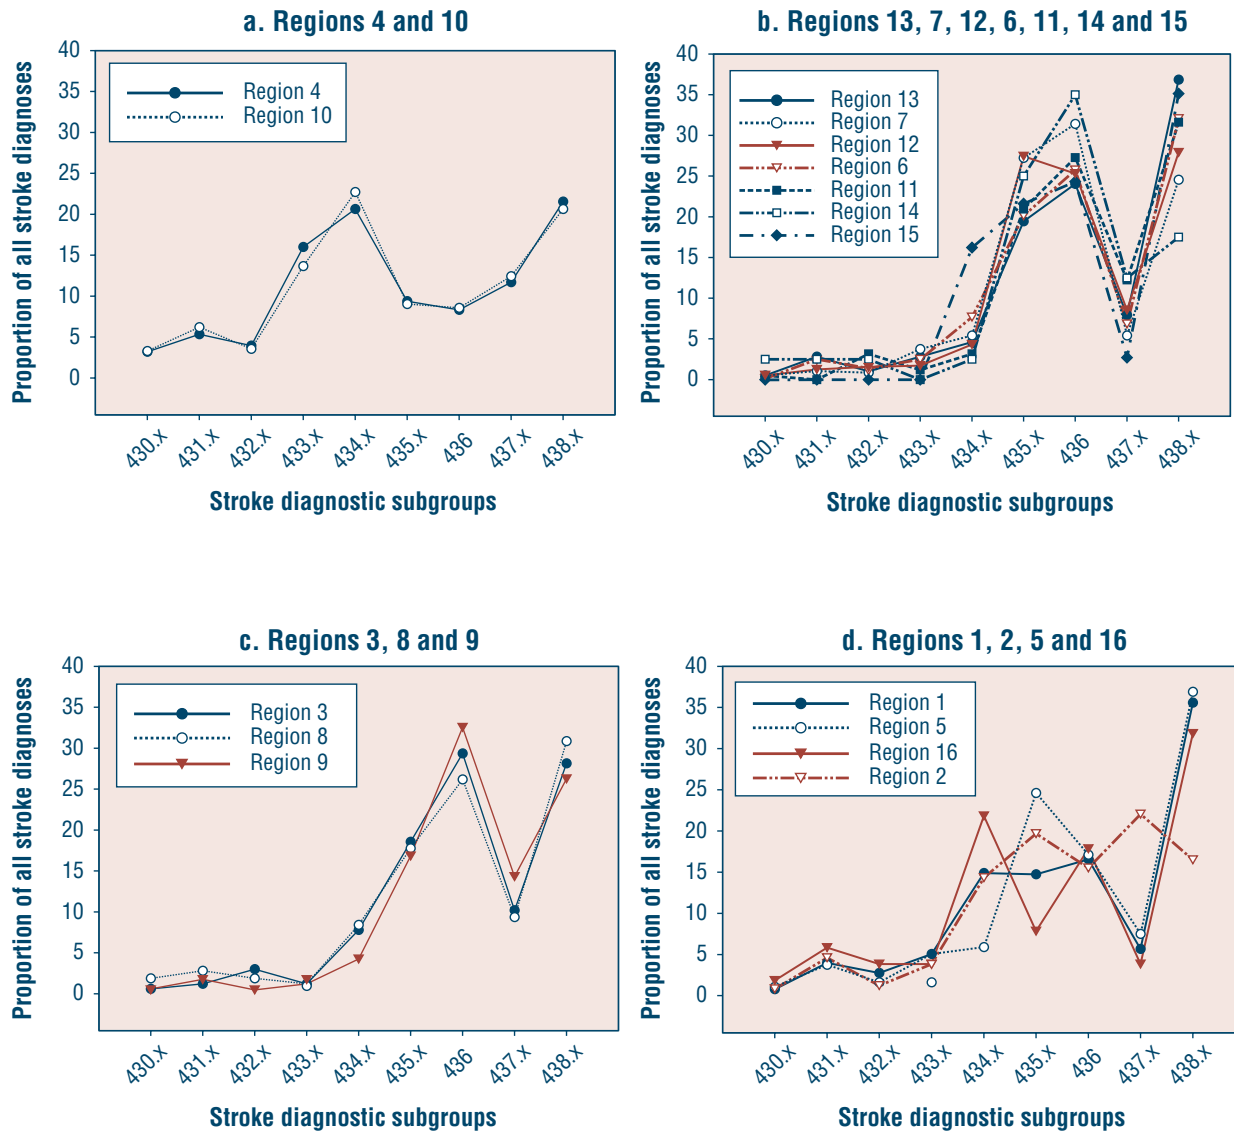 a. Regions 4 and 10
Proportion of all stroke diagnoses
40
35
30
25
20
15
10
5
0
Region 4
Region 10
430.x
431.x
432.x
433.x
434.x
435.x
436
437.x
438.x
Stroke diagnostic subgroups
b. Regions 13, 7, 12, 6, 11, 14 and 15
Proportion of all stroke diagnoses
40
35
30
25
20
15
10
5
0
Region 13
Region 7
Region 12
Region 6
Region 11
Region 14
Region 15
430.x
431.x
432.x
433.x
434.x
435.x
436
437.x
438.x
Stroke diagnostic subgroups
c. Regions 3, 8 and 9
Proportion of all stroke diagnoses
40
35
30
25
20
15
10
5
0
Region 3
Region 8
Region 9
430.x
431.x
432.x
433.x
434.x
435.x
436
437.x
438.x
Stroke diagnostic subgroups
d. Regions 1, 2, 5 and 16
Proportion of all stroke diagnoses
40
35
30
25
20
15
10
5
0
Region 1
Region 5
Region 16
Region 2
430.x
431.x
432.x
433.x
434.x
435.x
436
437.x
438.x
Stroke diagnostic subgroups